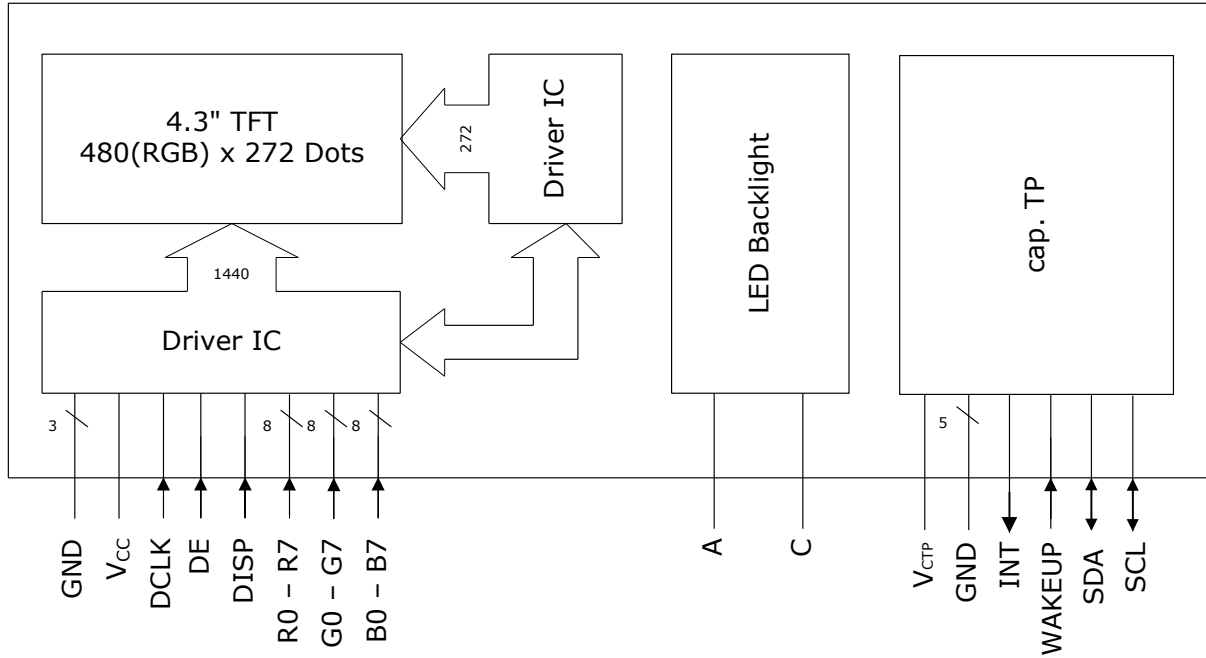 4.3" TFT
480(RGB) x 272 Dots
272
Driver IC
1440
Driver IC
LED Backlight
cap. TP
3
8
8
8
5
GND
VCC
DCLK
DE
DISP
R0 – R7
G0 – G7
B0 – B7
A
C
VCTP
GND
INT
WAKEUP
SDA
SCL